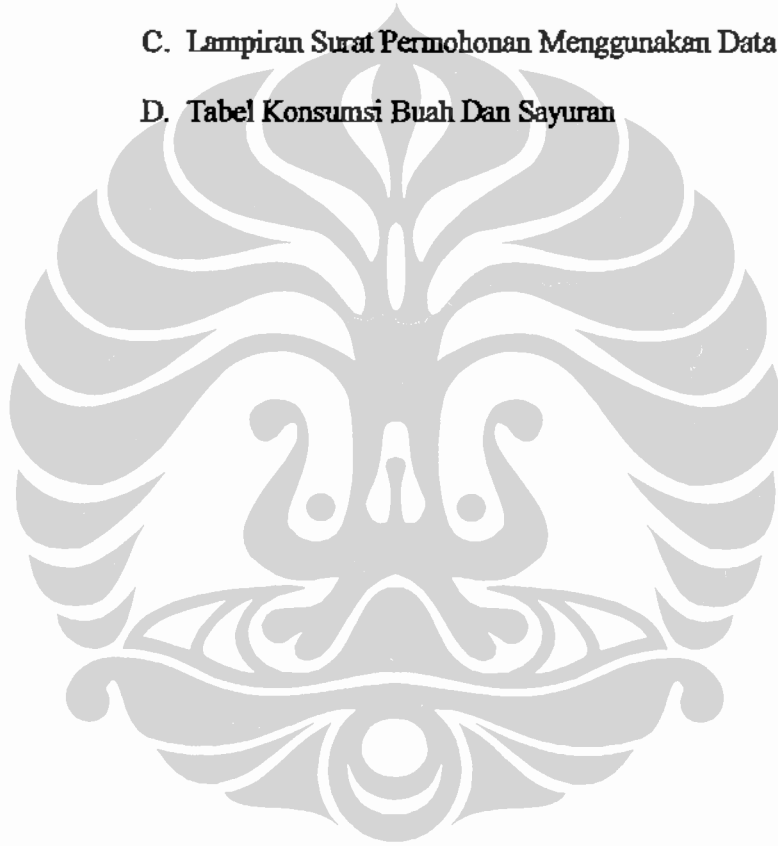 C. Lampiran Surat Permohonan Menggunakan Data
D. Tabel Konsumsi Buah Dan Sayuran